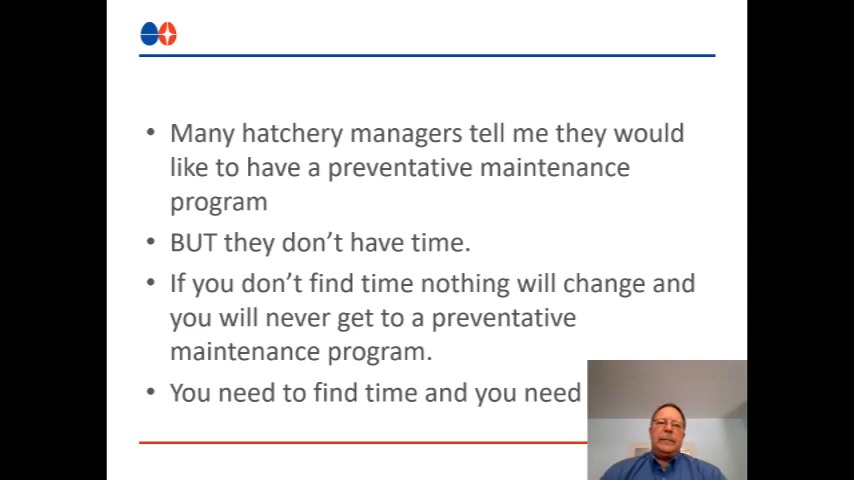 • Many hatchery managers tell me they would
like to have a preventative maintenance
program
• BUT they don't have time.
• If you don't find time nothing will change and
you will never get to a preventative
maintenance program.
• You need to find time and you need